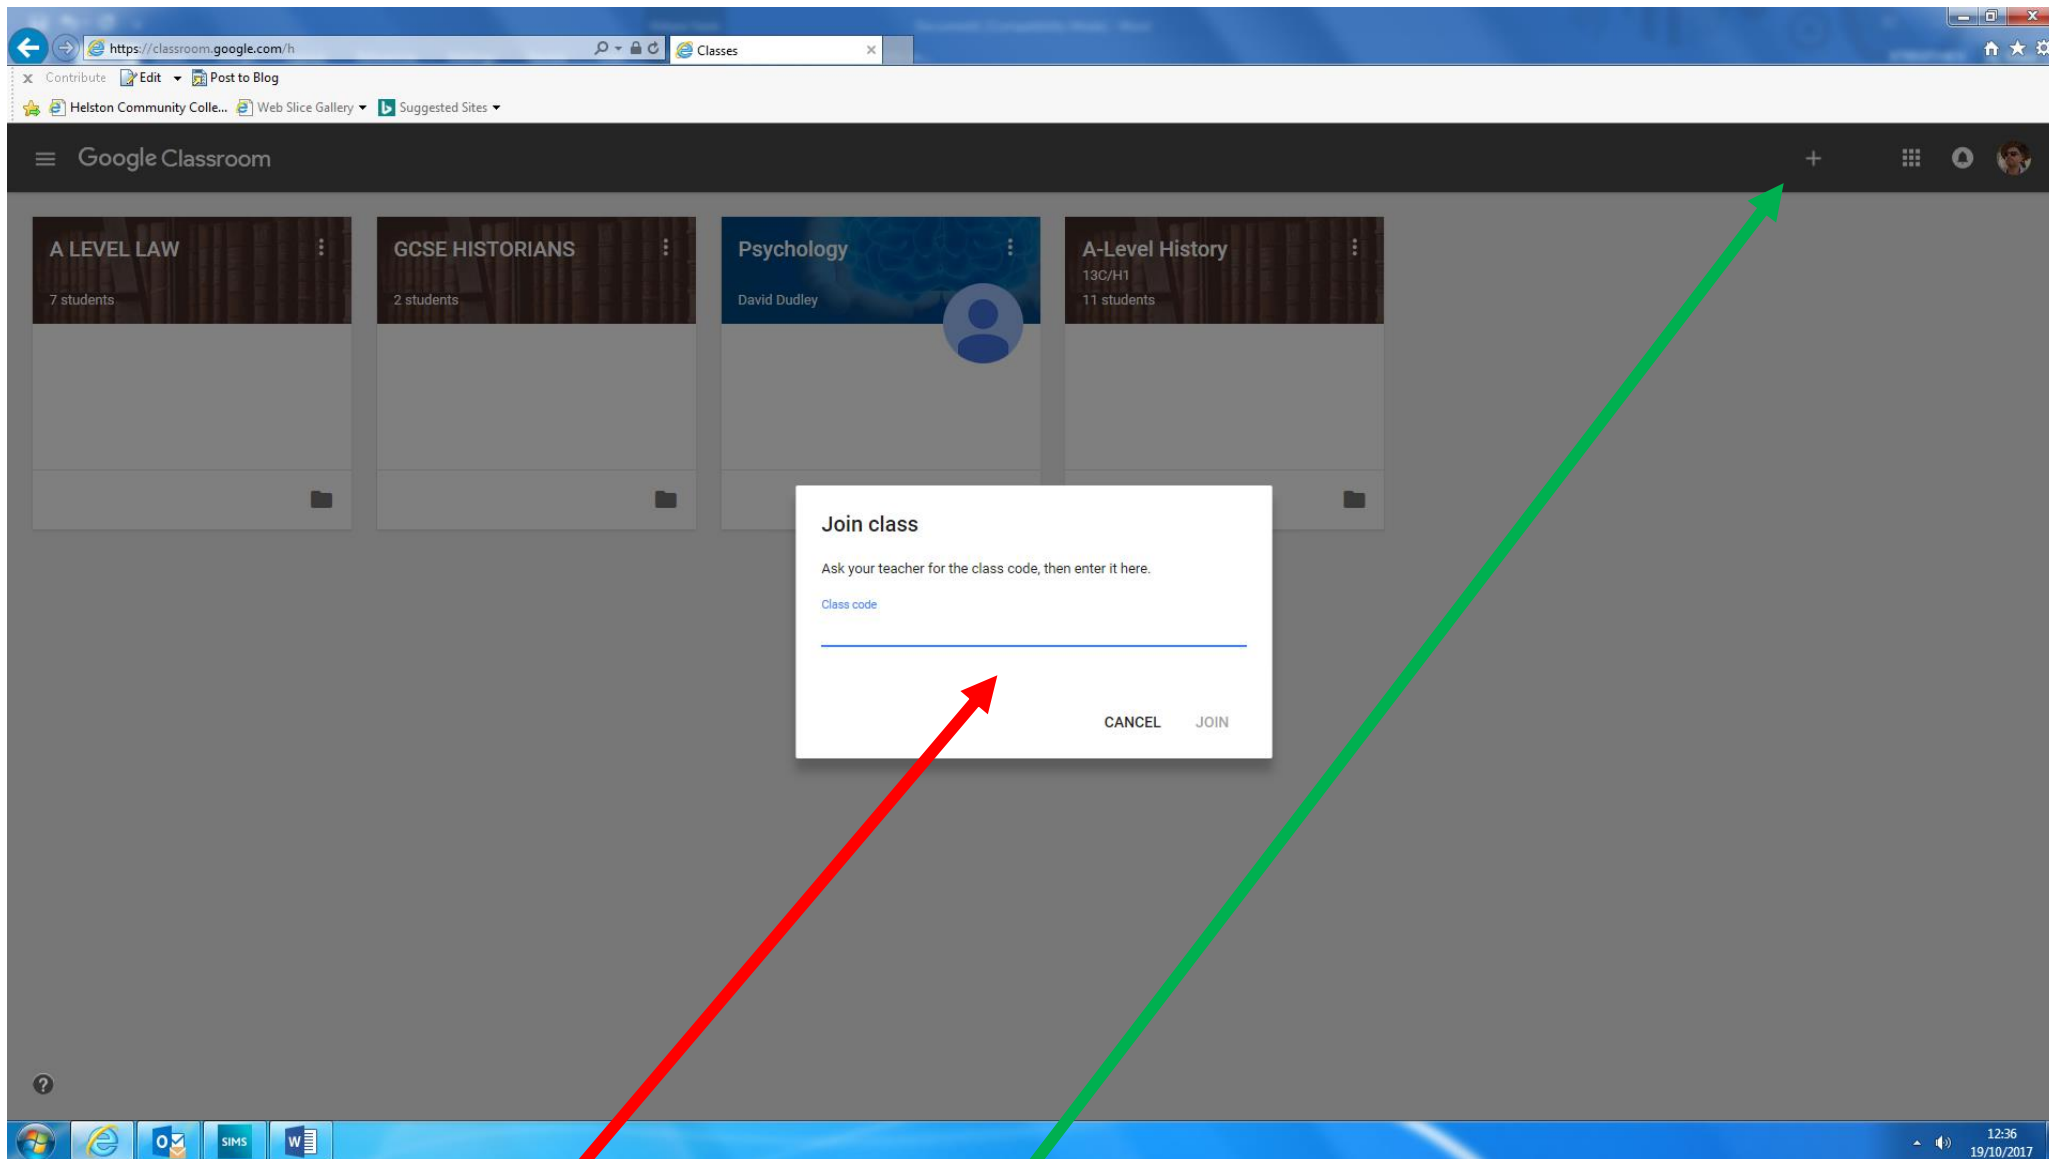 https://classroom.google.com/h
Classes
x Contribute Edit Post to Blog
Helston Community Colle... Web Slice Gallery Suggested Sites
Google Classroom
A LEVEL LAW
7 students
GCSE HISTORIANS
2 students
Psychology
David Dudley
A-Level History
13C/H1
11 students
Join class
Ask your teacher for the class code, then enter it here.
Class code
CANCEL JOIN
SIMS
12:36
19/10/2017